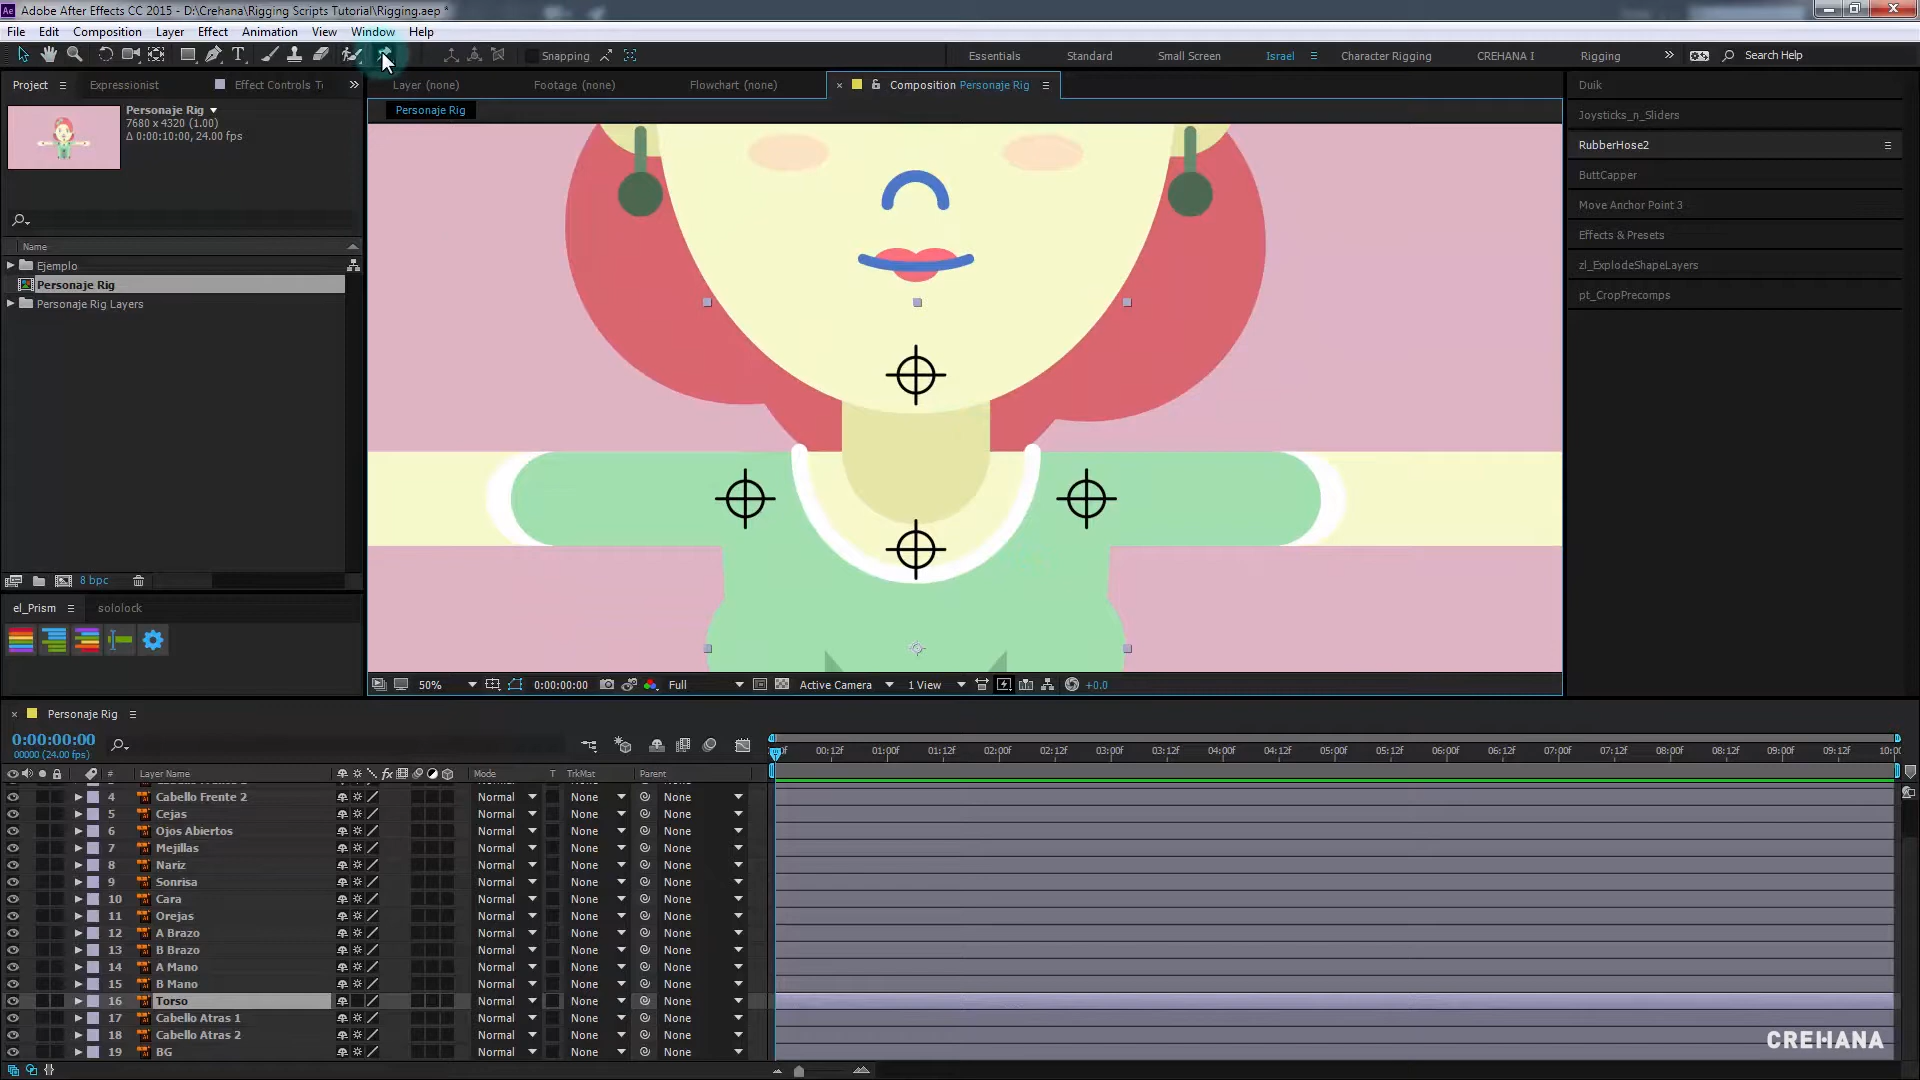 Adobe After Effects CC 2015 - D:\Crehana\Rigging Scripts Tutorial\Rigging.aep *
File Edit Composition Layer Effect Animation View Window Help
Snapping Essentials Standard Small Screen Israel Character Rigging CREHANA I Rigging Search Help
Project Expressionist Effect Controls Layer (none) Footage (none) Flowchart (none) Composition Personaje Rig
Personaje Rig
Personaje Rig
7680 x 4320 (1.00)
Δ 0:00:10:00, 24.00 fps
Name
Ejemplo
Personaje Rig
Personaje Rig Layers
8 bpc
el_Prism sololock
Duik
Joysticks_n_Sliders
RubberHose2
ButtCapper
Move Anchor Point 3
Effects & Presets
zl_ExplodeShapeLayers
pt_CropPrecomps
50% 0:00:00:00 Full Active Camera 1 View +0.0
Personaje Rig
0:00:00:00
00000 (24.00 fps)
00:12f 01:00f 01:12f 02:00f 02:12f 03:00f 03:12f 04:00f 04:12f 05:00f 05:12f 06:00f 06:12f 07:00f 07:12f 08:00f 08:12f 09:00f 09:12f
# Layer Name fx Mode T TrkMat Parent
4 Cabello Frente 2 Normal None None
5 Cejas Normal None None
6 Ojos Abiertos Normal None None
7 Mejillas Normal None None
8 Nariz Normal None None
9 Sonrisa Normal None None
10 Cara Normal None None
11 Orejas Normal None None
12 A Brazo Normal None None
13 B Brazo Normal None None
14 A Mano Normal None None
15 B Mano Normal None None
16 Torso Normal None None
17 Cabello Atras 1 Normal None None
18 Cabello Atras 2 Normal None None
19 BG Normal None None
CREHANA